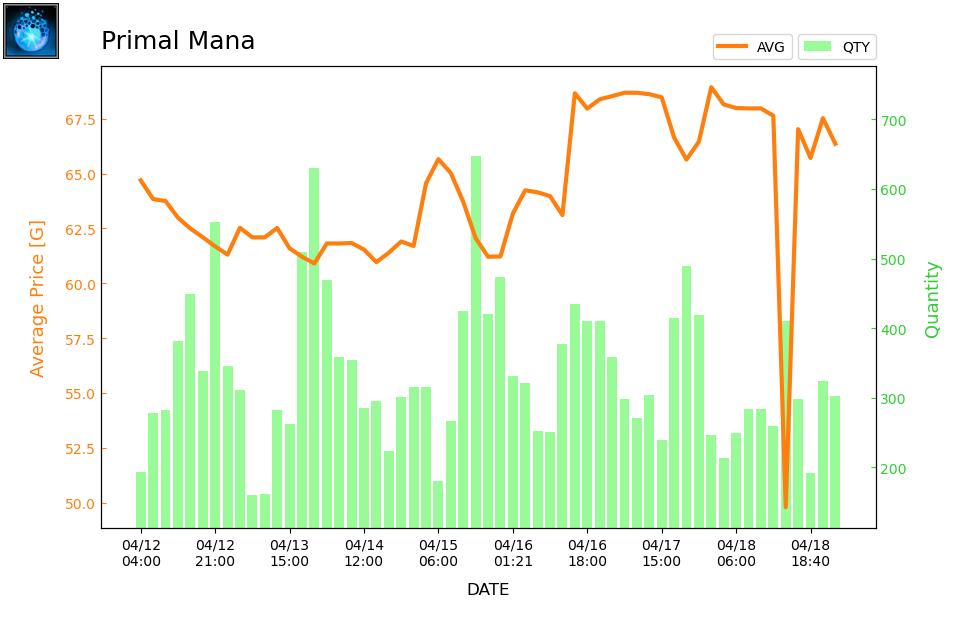 Primal Mana
AVG
QTY
Average Price [G]
67.5
65.0
62.5
60.0
57.5
55.0
52.5
50.0
700
600
500
400
300
200
Quantity
04/12 04/12 04/13 04/14 04/15 04/16 04/16 04/17 04/18 04/18
04:00 21:00 15:00 12:00 06:00 01:21 18:00 15:00 06:00 18:40
DATE